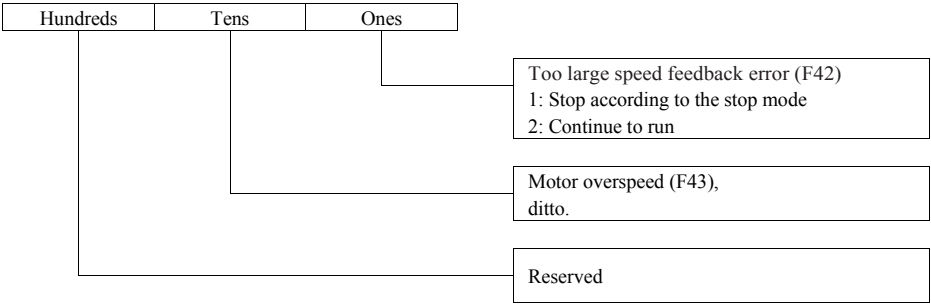 Hundreds Tens Ones
Too large speed feedback error (F42)
1: Stop according to the stop mode
2: Continue to run
Motor overspeed (F43),
ditto.
Reserved